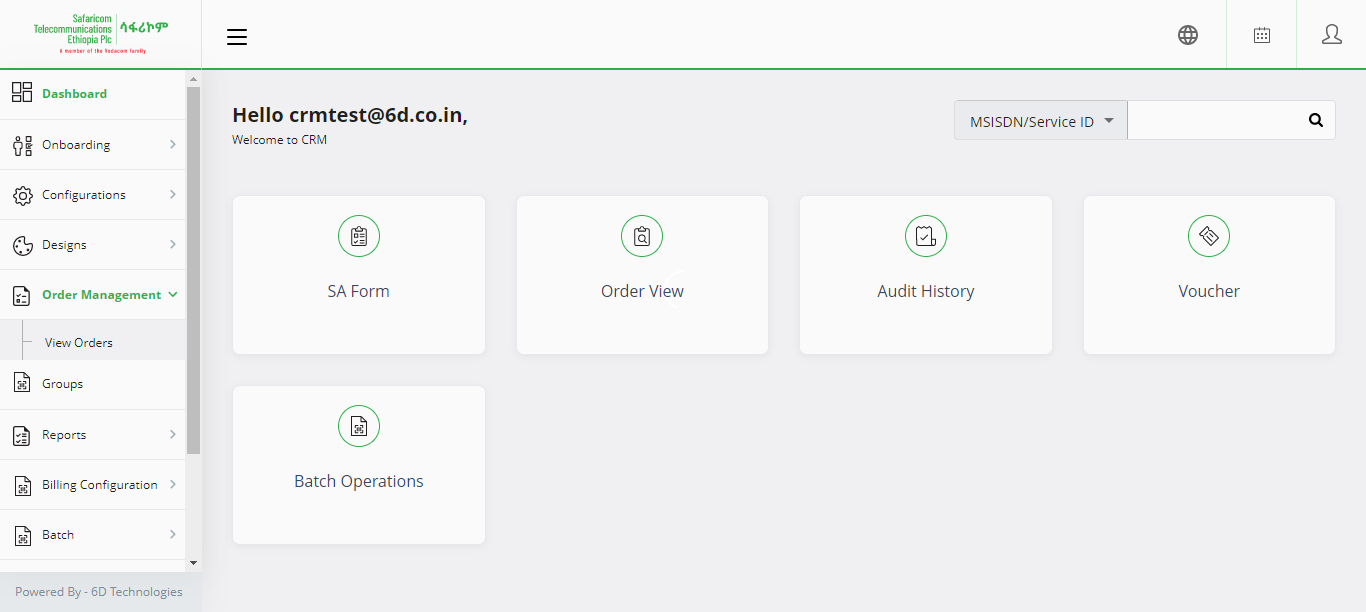 Safaricom
Telecommunications
Ethiopia Plc
ሳፋሪኮም
A member of the Vodacom family
Dashboard
Onboarding
Configurations
Designs
Order Management
View Orders
Groups
Reports
Billing Configuration
Batch
Powered By - 6D Technologies
Hello crmtest@6d.co.in,
Welcome to CRM
MSISDN/Service ID
SA Form
Order View
Audit History
Voucher
Batch Operations